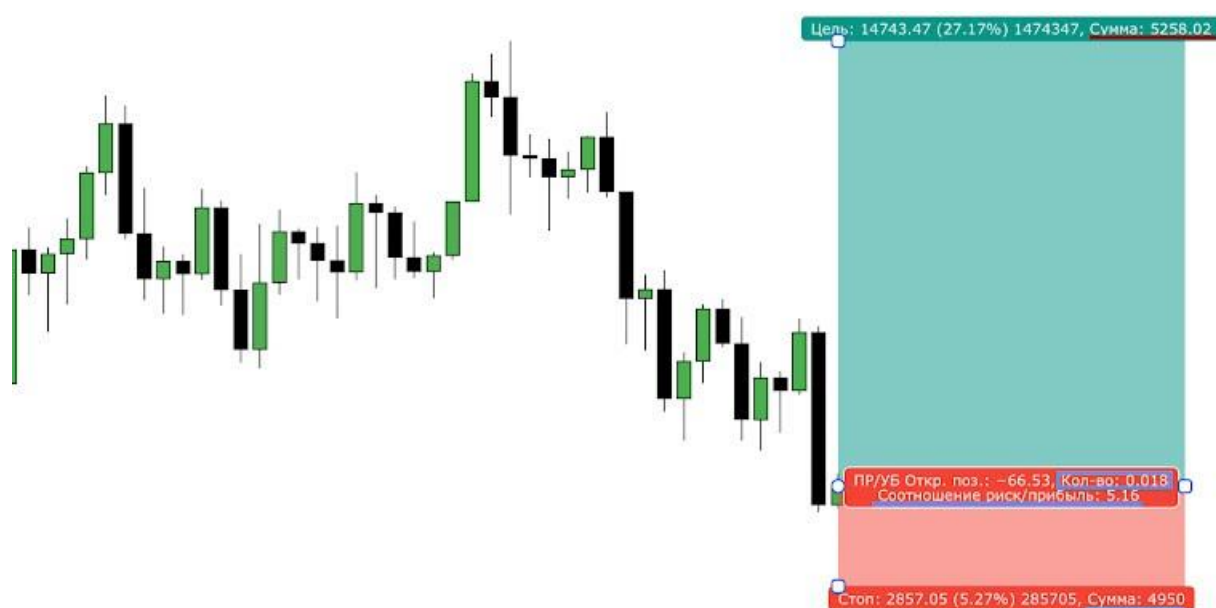 Цель: 14743.47 (27.17%) 1474347, Сумма: 5258.02
ПР/УБ Откр. поз.: −66.53, Кол-во: 0.018
Соотношение риск/прибыль: 5.16
Стоп: 2857.05 (5.27%) 285705, Сумма: 4950